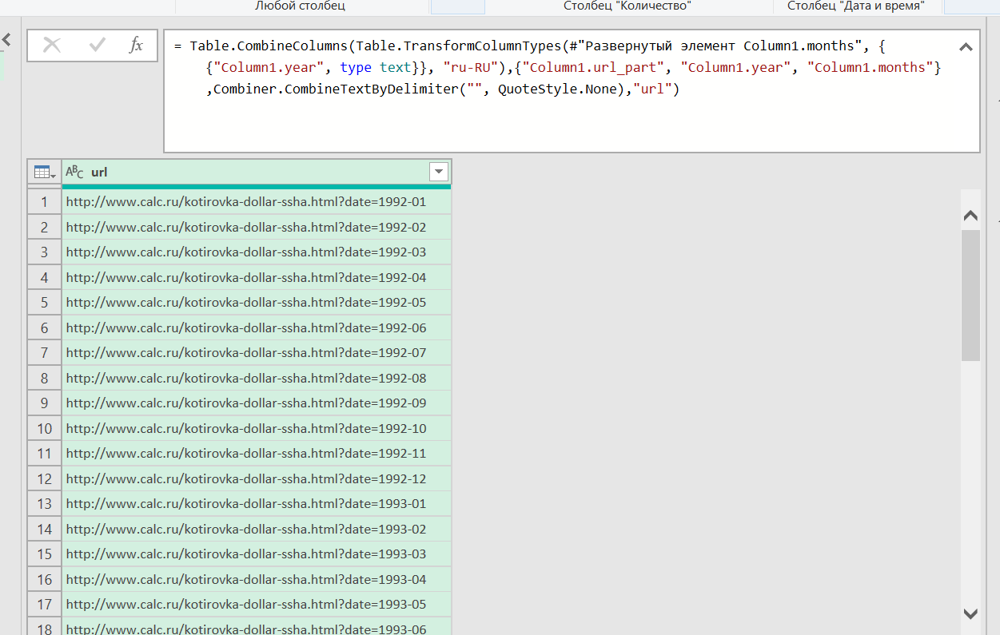 Любой столбец
Столбец "Количество"
Столбец "Дата и время"
fx
= Table.CombineColumns(Table.TransformColumnTypes(#"Развернутый элемент Column1.months", {
{"Column1.year", type text}}, "ru-RU"),{"Column1.url_part", "Column1.year", "Column1.months"}
,Combiner.CombineTextByDelimiter("", QuoteStyle.None),"url")
ABC url
1 http://www.calc.ru/kotirovka-dollar-ssha.html?date=1992-01
2 http://www.calc.ru/kotirovka-dollar-ssha.html?date=1992-02
3 http://www.calc.ru/kotirovka-dollar-ssha.html?date=1992-03
4 http://www.calc.ru/kotirovka-dollar-ssha.html?date=1992-04
5 http://www.calc.ru/kotirovka-dollar-ssha.html?date=1992-05
6 http://www.calc.ru/kotirovka-dollar-ssha.html?date=1992-06
7 http://www.calc.ru/kotirovka-dollar-ssha.html?date=1992-07
8 http://www.calc.ru/kotirovka-dollar-ssha.html?date=1992-08
9 http://www.calc.ru/kotirovka-dollar-ssha.html?date=1992-09
10 http://www.calc.ru/kotirovka-dollar-ssha.html?date=1992-10
11 http://www.calc.ru/kotirovka-dollar-ssha.html?date=1992-11
12 http://www.calc.ru/kotirovka-dollar-ssha.html?date=1992-12
13 http://www.calc.ru/kotirovka-dollar-ssha.html?date=1993-01
14 http://www.calc.ru/kotirovka-dollar-ssha.html?date=1993-02
15 http://www.calc.ru/kotirovka-dollar-ssha.html?date=1993-03
16 http://www.calc.ru/kotirovka-dollar-ssha.html?date=1993-04
17 http://www.calc.ru/kotirovka-dollar-ssha.html?date=1993-05
18 http://www.calc.ru/kotirovka-dollar-ssha.html?date=1993-06